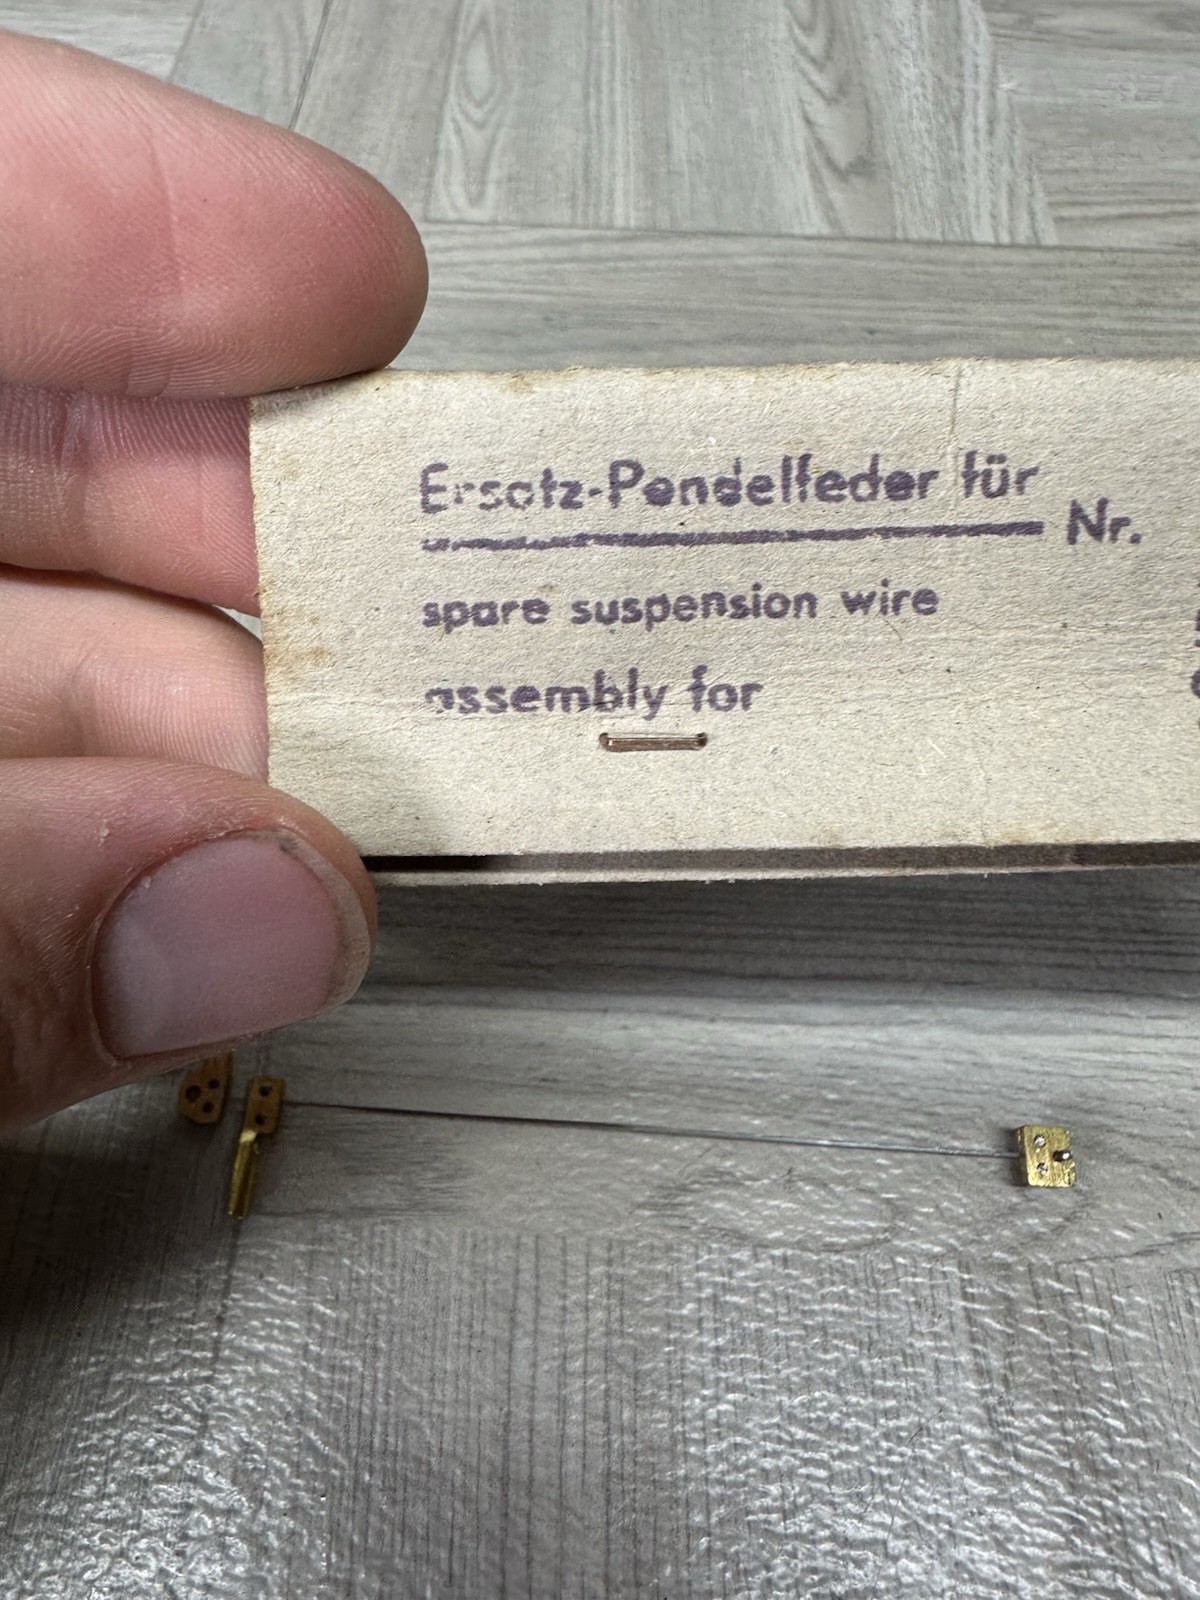 Ersatz-Pendelfeder für
Nr.
spare suspension wire
assembly for